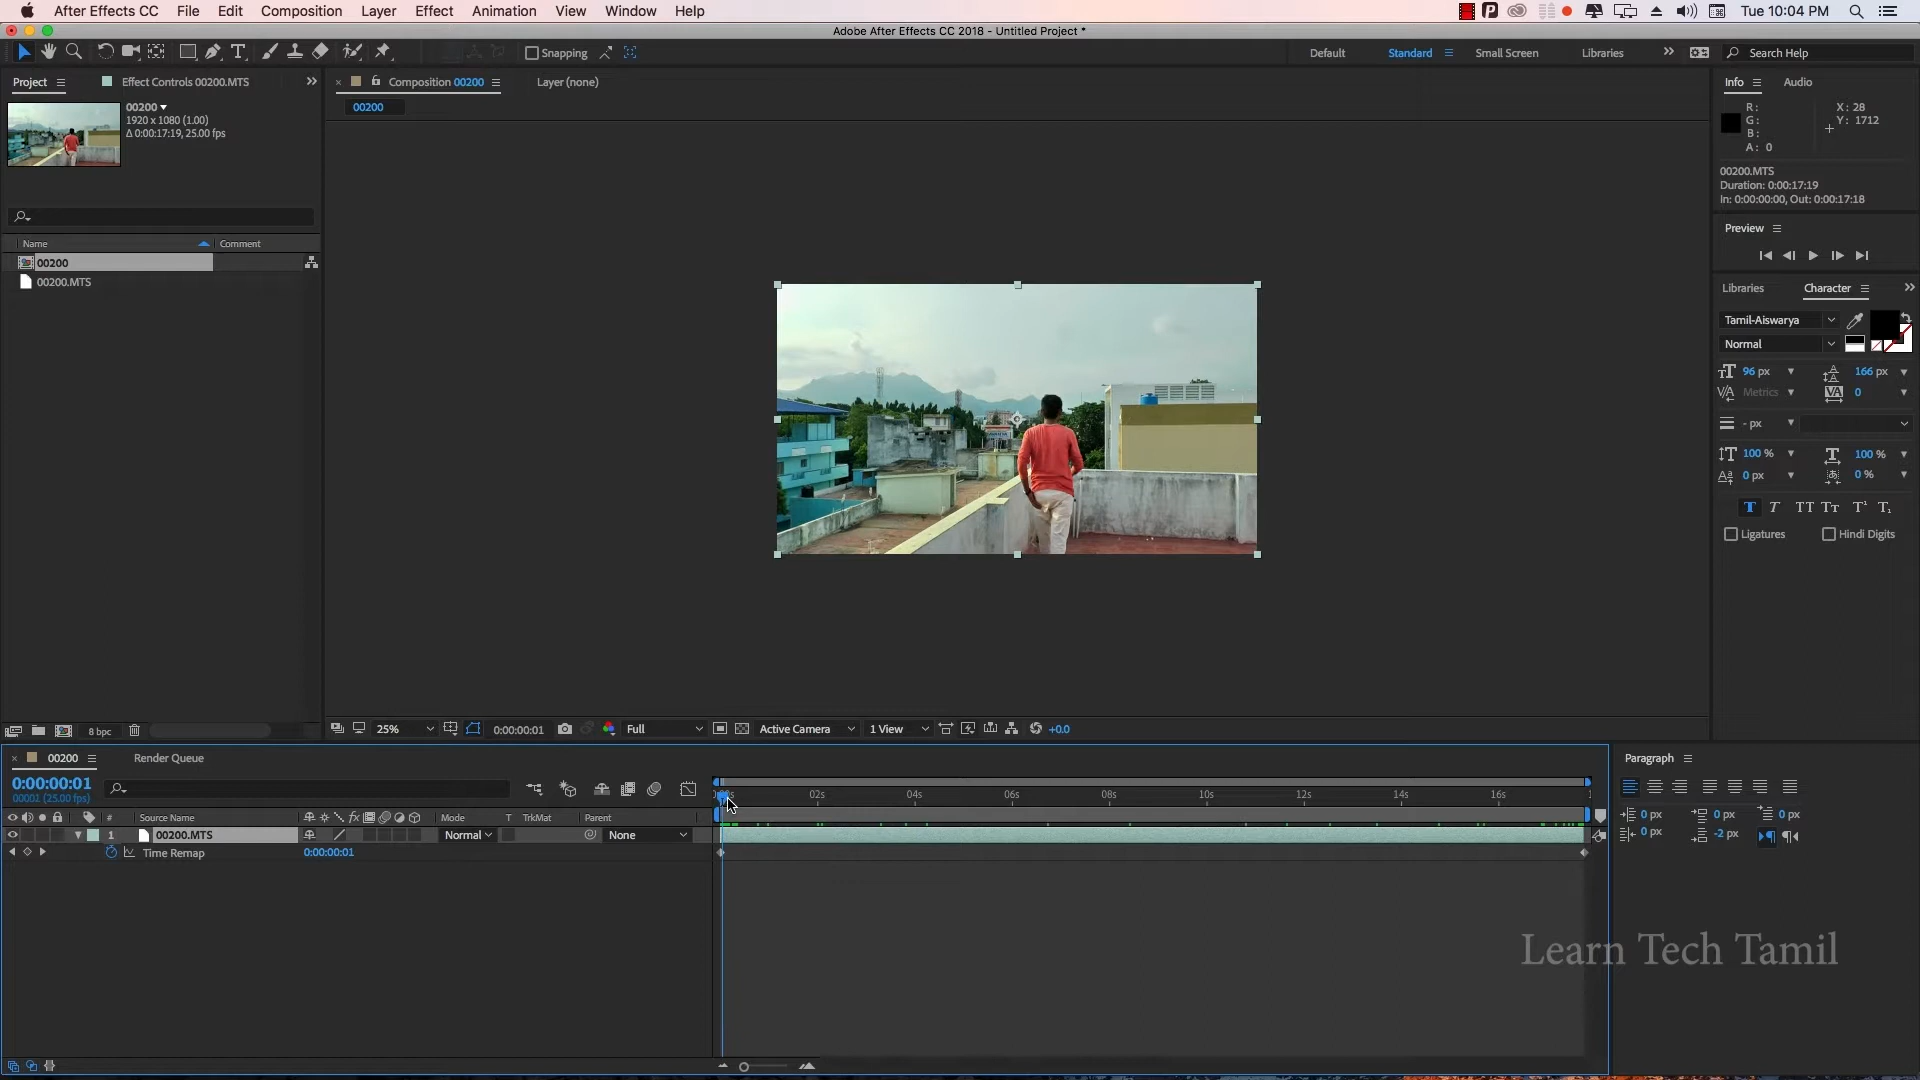 After Effects CC File Edit Composition Layer Effect Animation View Window Help Tue 10:04 PM
Adobe After Effects CC 2018 - Untitled Project *
Snapping Default Standard Small Screen Libraries Search Help
Project Effect Controls 00200.MTS Composition 00200 Layer (none) Info Audio
00200
1920 x 1080 (1.00)
Δ 0:00:17:19, 25.00 fps
00200
R: X: 28
G: Y: 1712
B:
A: 0
00200.MTS
Duration: 0:00:17:19
In: 0:00:00:00, Out: 0:00:17:18
Preview
Name Comment
00200
00200.MTS
Libraries Character
Tamil-Aiswarya
Normal
96 px 166 px
Metrics 0
- px
100 % 100 %
0 px 0 %
Ligatures Hindi Digits
8 bpc 25% 0:00:00:01 Full Active Camera 1 View +0.0
00200 Render Queue Paragraph
0:00:00:01
00001 (25.00 fps)
02s 04s 06s 08s 10s 12s 14s 16s
# Source Name Mode T TrkMat Parent
1 00200.MTS Normal None
Time Remap 0:00:00:01
0 px 0 px 0 px
0 px -2 px
Learn Tech Tamil